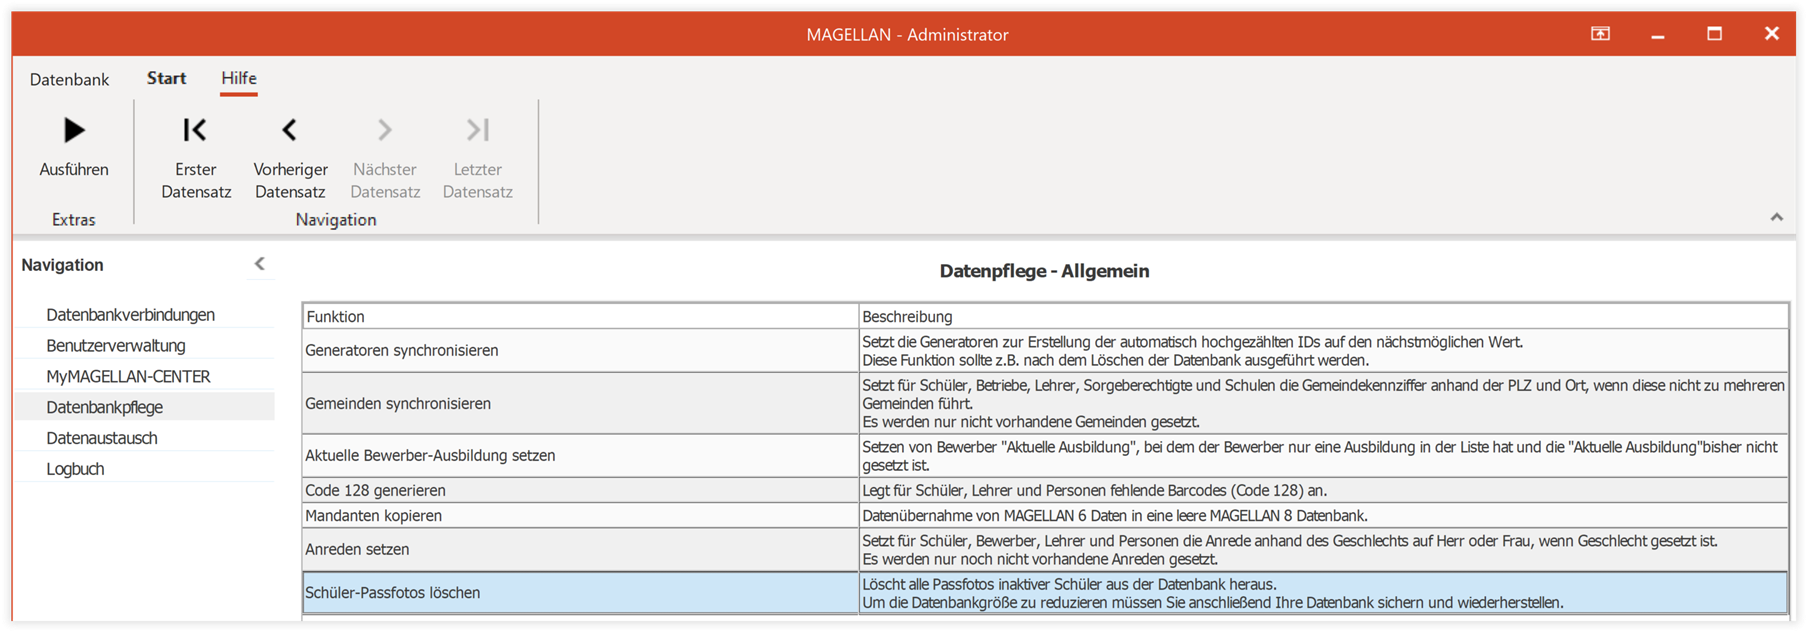 MAGELLAN - Administrator
Datenbank Start Hilfe
Ausführen
Erster Datensatz
Vorheriger Datensatz
Nächster Datensatz
Letzter Datensatz
Extras
Navigation
Navigation
Datenbankverbindungen
Benutzerverwaltung
MyMAGELLAN-CENTER
Datenbankpflege
Datenaustausch
Logbuch
Datenpflege - Allgemein
Funktion
Beschreibung
Generatoren synchronisieren
Setzt die Generatoren zur Erstellung der automatisch hochgezählten IDs auf den nächstmöglichen Wert.
Diese Funktion sollte z.B. nach dem Löschen der Datenbank ausgeführt werden.
Gemeinden synchronisieren
Setzt für Schüler, Betriebe, Lehrer, Sorgeberechtigte und Schulen die Gemeindekennziffer anhand der PLZ und Ort, wenn diese nicht zu mehreren
Gemeinden führt.
Es werden nur nicht vorhandene Gemeinden gesetzt.
Aktuelle Bewerber-Ausbildung setzen
Setzen von Bewerber "Aktuelle Ausbildung", bei dem der Bewerber nur eine Ausbildung in der Liste hat und die "Aktuelle Ausbildung"bisher nicht
gesetzt ist.
Code 128 generieren
Legt für Schüler, Lehrer und Personen fehlende Barcodes (Code 128) an.
Mandanten kopieren
Datenübernahme von MAGELLAN 6 Daten in eine leere MAGELLAN 8 Datenbank.
Anreden setzen
Setzt für Schüler, Bewerber, Lehrer und Personen die Anrede anhand des Geschlechts auf Herr oder Frau, wenn Geschlecht gesetzt ist.
Es werden nur noch nicht vorhandene Anreden gesetzt.
Schüler-Passfotos löschen
Löscht alle Passfotos inaktiver Schüler aus der Datenbank heraus.
Um die Datenbankgröße zu reduzieren müssen Sie anschließend Ihre Datenbank sichern und wiederherstellen.